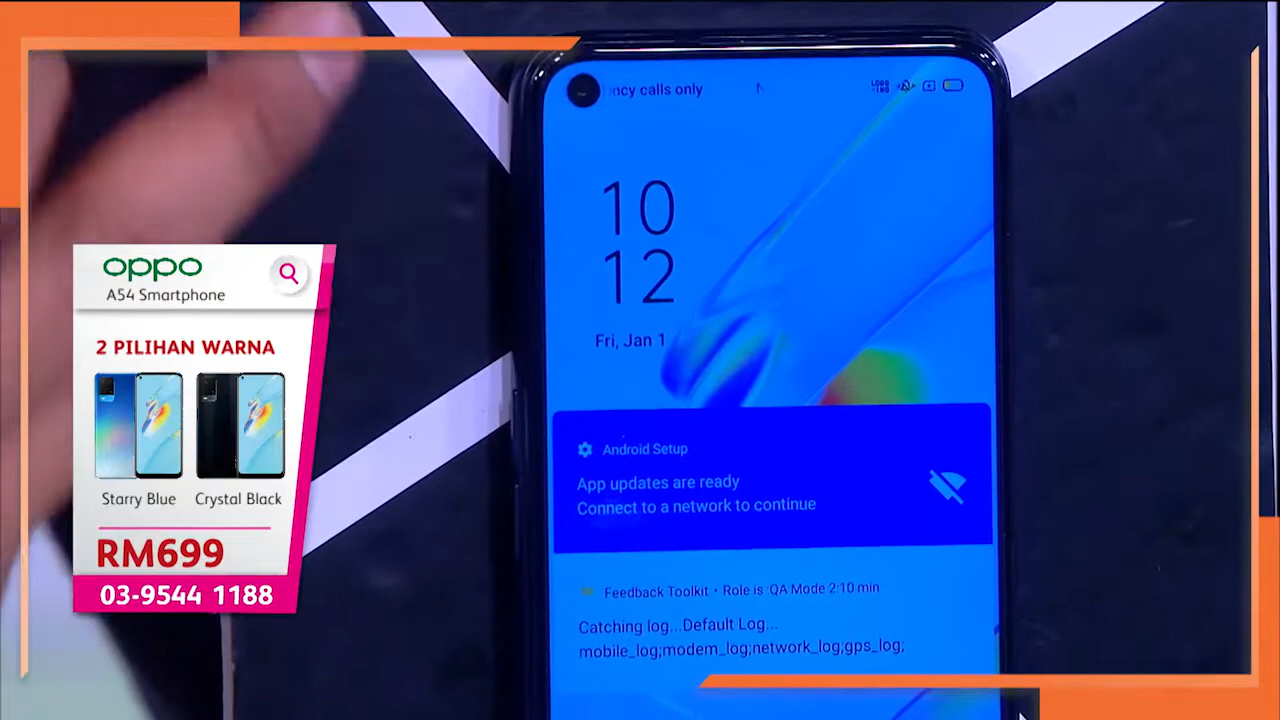 oppo
A54 Smartphone
2 PILIHAN WARNA
Starry Blue
Crystal Black
RM699
03-9544 1188
ncy calls only
10
12
Fri, Jan 1
Android Setup
App updates are ready
Connect to a network to continue
Feedback Toolkit • Role is :QA Mode 2:10 min
Catching log...Default Log...
mobile_log;modem_log;network_log;gps_log;